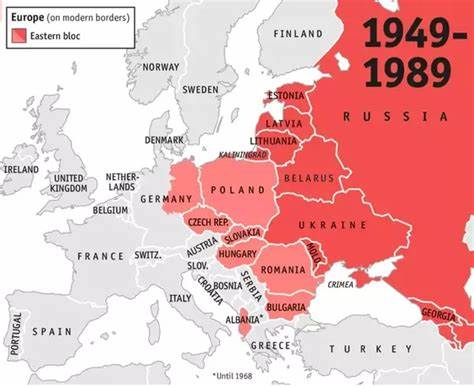 Europe (on modern borders)
Eastern bloc
1949-
1989
FINLAND
NORWAY
SWEDEN
ESTONIA
RUSSIA
LATVIA
DENMARK
LITHUANIA
KALININGRAD
IRELAND
UNITED
KINGDOM
NETHER-
LANDS
BELARUS
POLAND
GERMANY
BELGIUM
CZECH REP.
UKRAINE
SLOVAKIA
FRANCE
SWITZ.
AUSTRIA
HUNGARY
MOLD.
SLOV.
ROMANIA
CROATIA
BOSNIA
SERBIA
CRIMEA
ITALY
BULGARIA
GEORGIA
PORTUGAL
SPAIN
ALBANIA*
GREECE
TURKEY
*Until 1968